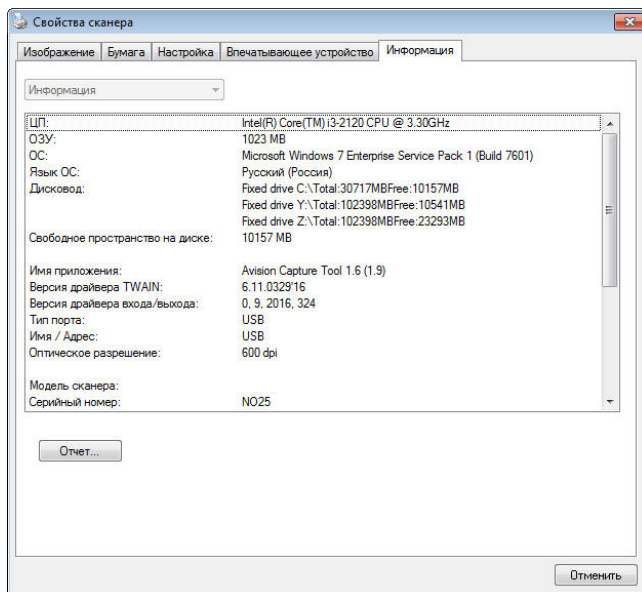 Свойства сканера
Изображение Бумага Настройка Впечатывающее устройство Информация
Информация
ЦП: Intel(R) Core(TM) i3-2120 CPU @ 3.30GHz
ОЗУ: 1023 MB
ОС: Microsoft Windows 7 Enterprise Service Pack 1 (Build 7601)
Язык ОС: Русский (Россия)
Дисковод: Fixed drive C:\Total:30717MBFree:10157MB
Fixed drive Y:\Total:102398MBFree:10541MB
Fixed drive Z:\Total:102398MBFree:23293MB
Свободное пространство на диске: 10157 MB
Имя приложения: Avision Capture Tool 1.6 (1.9)
Версия драйвера TWAIN: 6.11.0329'16
Версия драйвера входа/выхода: 0, 9, 2016, 324
Тип порта: USB
Имя / Адрес: USB
Оптическое разрешение: 600 dpi
Модель сканера:
Серийный номер: NO25
Отчет...
Отменить